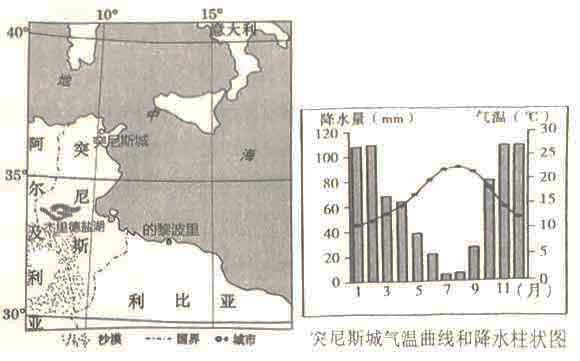 10° 15°
40°
意大利
地
中
海
突尼斯城
阿 突
35°
尔 尼
杰里德盐湖
及 斯
的黎波里
利
利 比 亚
30°
亚
沙漠 国界 城市
降水量(mm) 气温(℃)
120 30
100 25
80 20
60 15
40 10
20 5
0 0
1 3 5 7 9 11(月)
突尼斯城气温曲线和降水柱状图